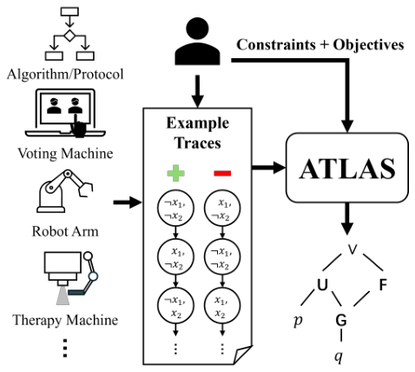 Algorithm/Protocol
Voting Machine
Robot Arm
Therapy Machine
⋮
Constraints + Objectives
Example
Traces
+ −
¬x₁, x₁,
¬x₂ ¬x₂
x₁, x₁,
¬x₂ ¬x₂
¬x₁, x₁,
x₂ x₂
⋮ ⋮
ATLAS
∨
U F
p G
q